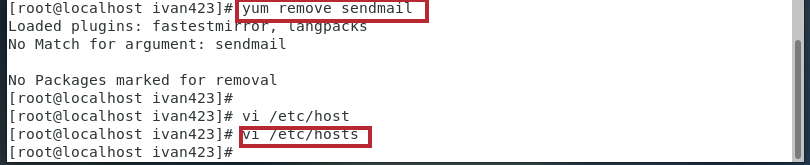 [root@localhost ivan423]# yum remove sendmail
Loaded plugins: fastestmirror, langpacks
No Match for argument: sendmail
No Packages marked for removal
[root@localhost ivan423]#
[root@localhost ivan423]# vi /etc/host
[root@localhost ivan423]# vi /etc/hosts
[root@localhost ivan423]#